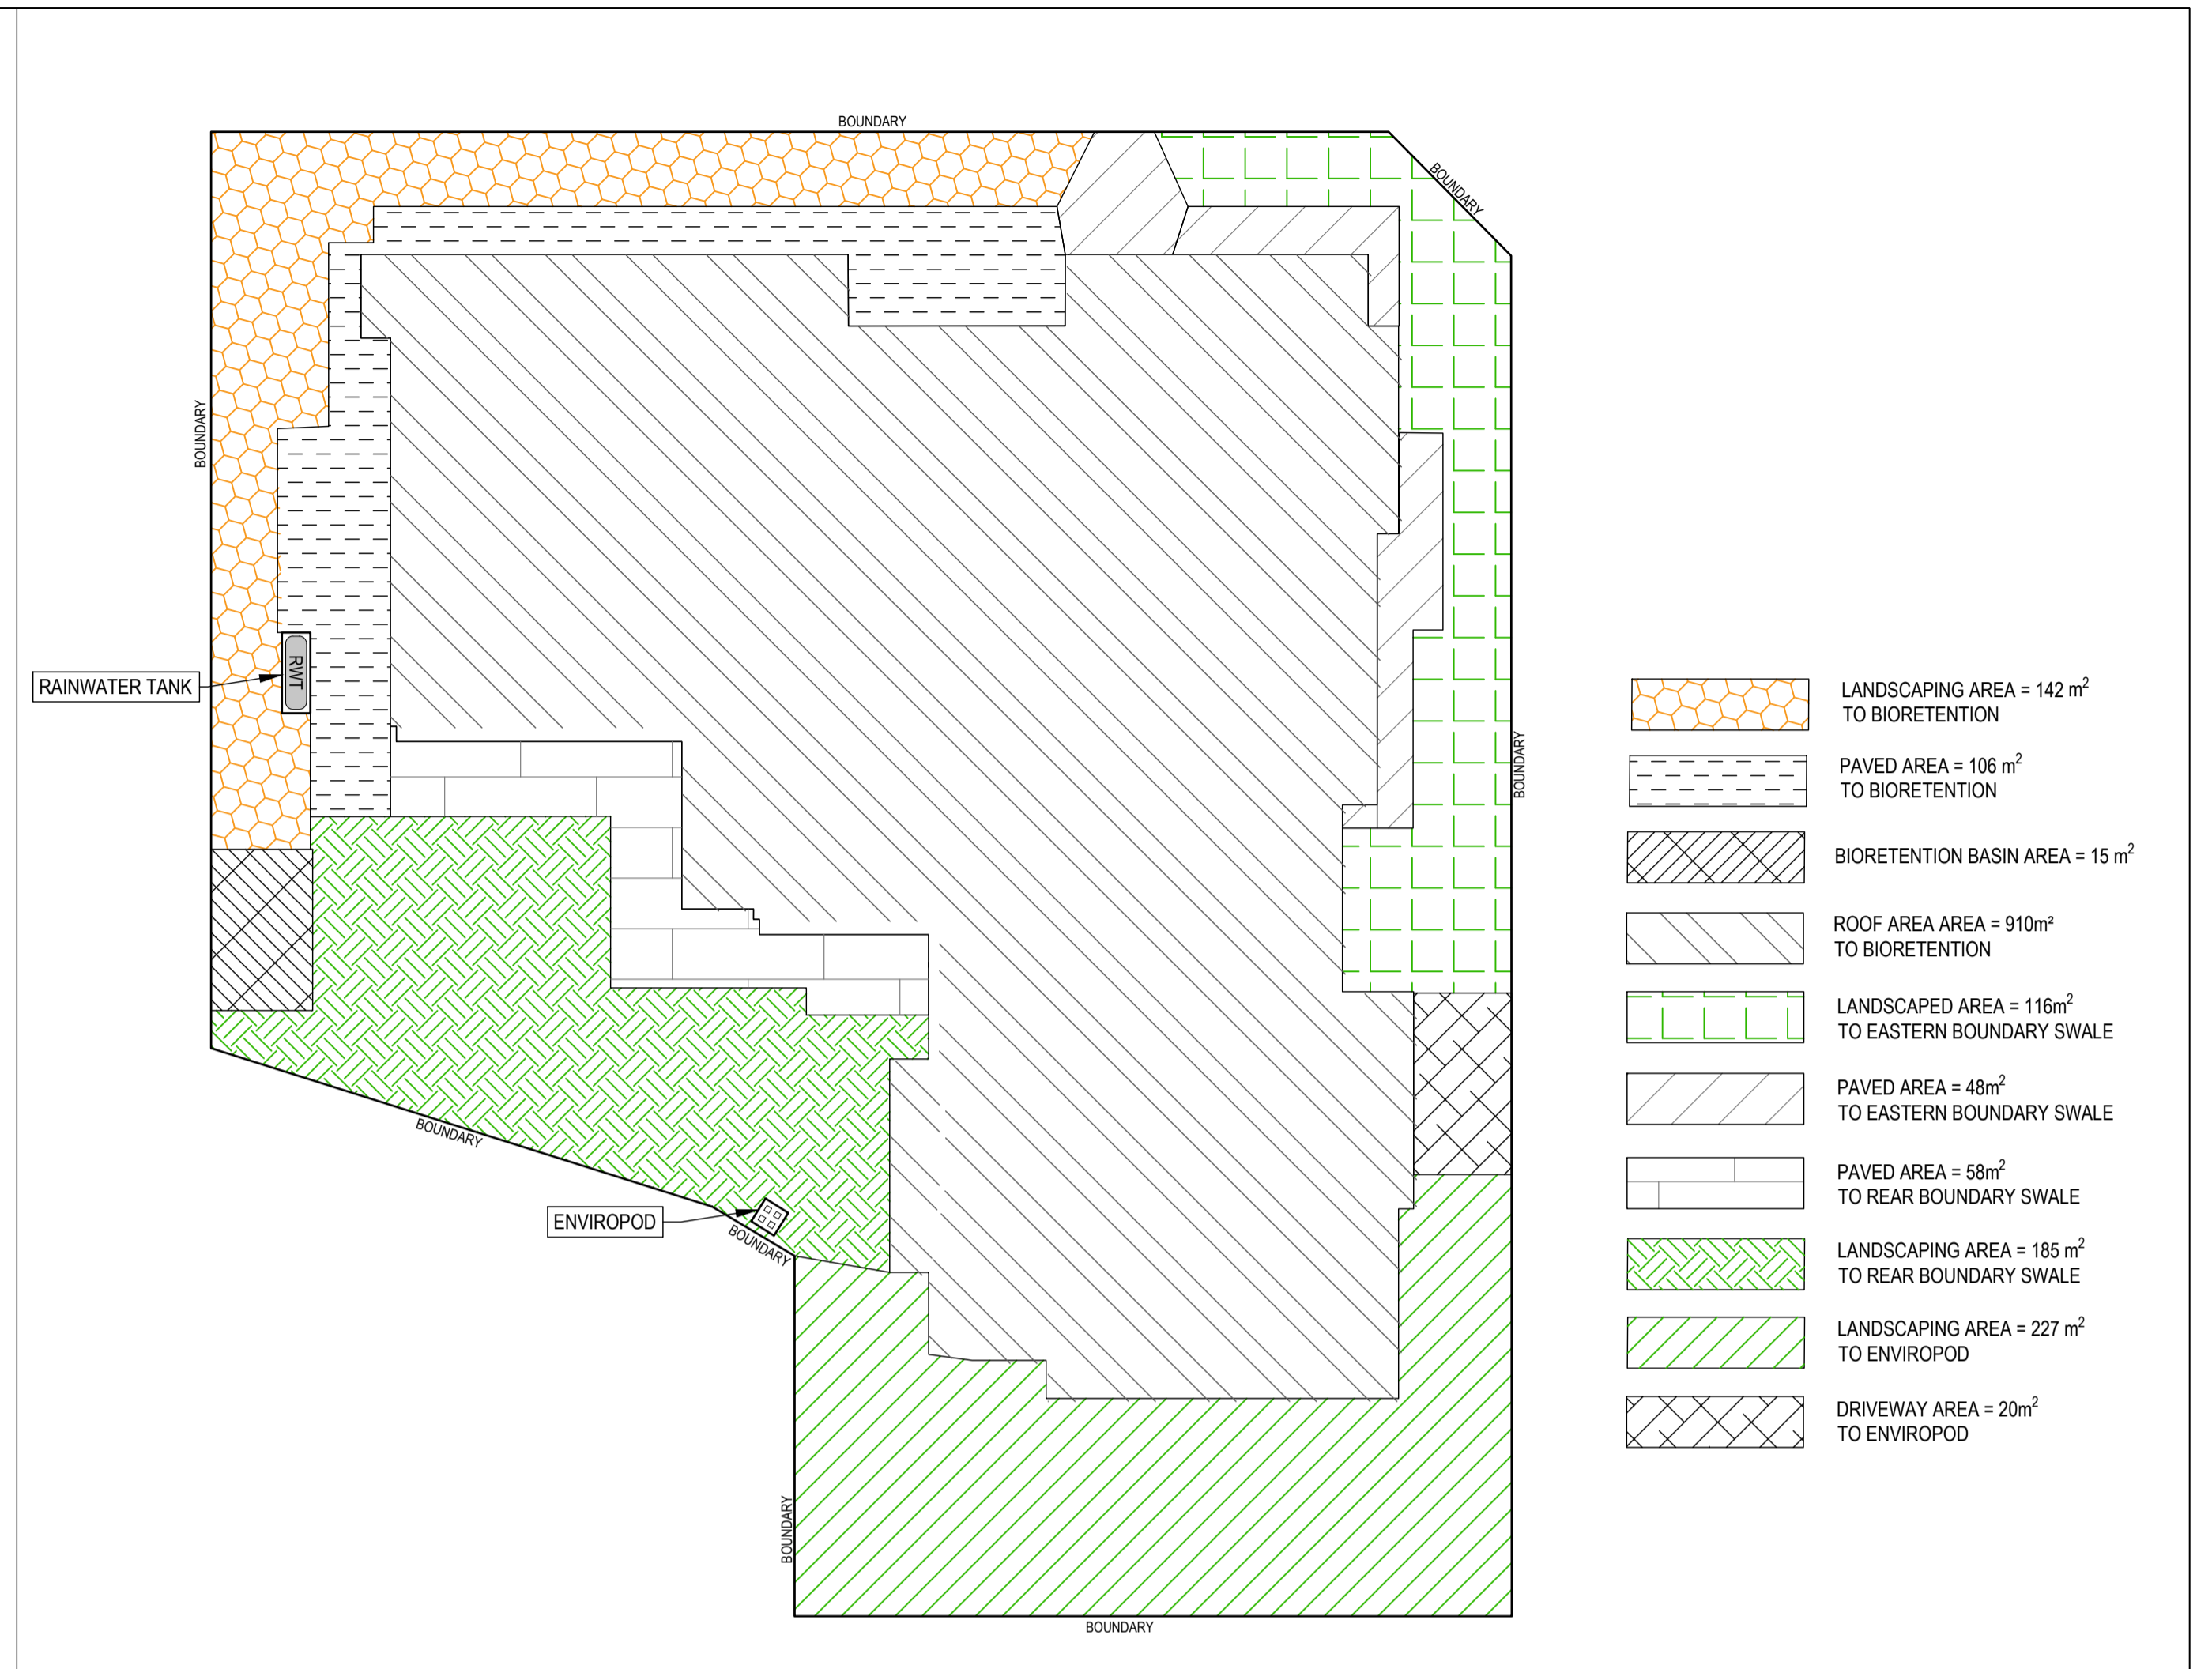 BOUNDARY
BOUNDARY
BOUNDARY
RWT
RAINWATER TANK
BOUNDARY
BOUNDARY
ENVIROPOD
BOUNDARY
BOUNDARY
BOUNDARY
LANDSCAPING AREA = 142 m²
TO BIORETENTION
PAVED AREA = 106 m²
TO BIORETENTION
BIORETENTION BASIN AREA = 15 m²
ROOF AREA AREA = 910m²
TO BIORETENTION
LANDSCAPED AREA = 116m²
TO EASTERN BOUNDARY SWALE
PAVED AREA = 48m²
TO EASTERN BOUNDARY SWALE
PAVED AREA = 58m²
TO REAR BOUNDARY SWALE
LANDSCAPING AREA = 185 m²
TO REAR BOUNDARY SWALE
LANDSCAPING AREA = 227 m²
TO ENVIROPOD
DRIVEWAY AREA = 20m²
TO ENVIROPOD